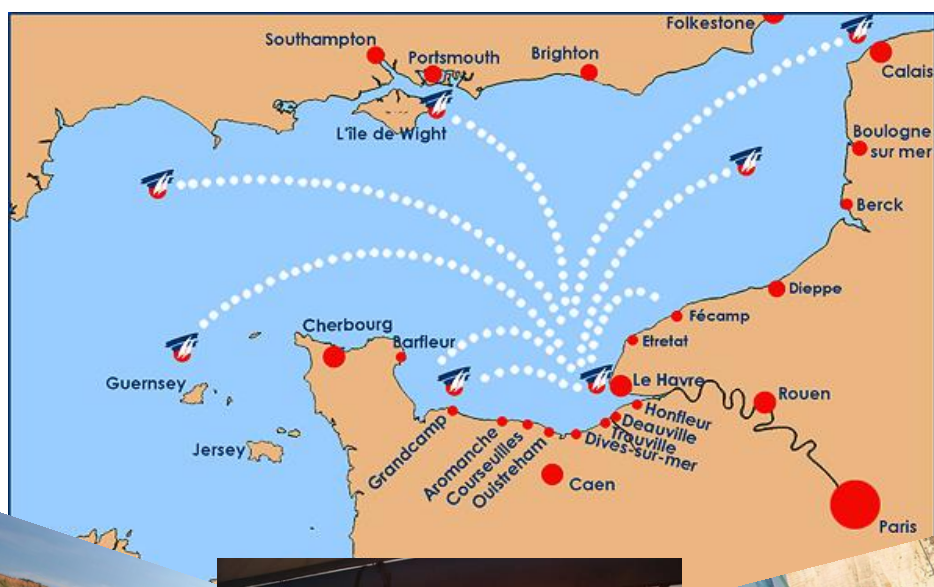 Folkestone
Southampton
Portsmouth
Brighton
Calais
L'île de Wight
Boulogne
sur mer
Berck
Dieppe
Fécamp
Cherbourg
Barfleur
Etretat
Guernsey
Le Havre
Rouen
Honfleur
Deauville
Trouville
Dives-sur-mer
Grandcamp
Aromanche
Courseuilles
Ouistreham
Jersey
Caen
Paris